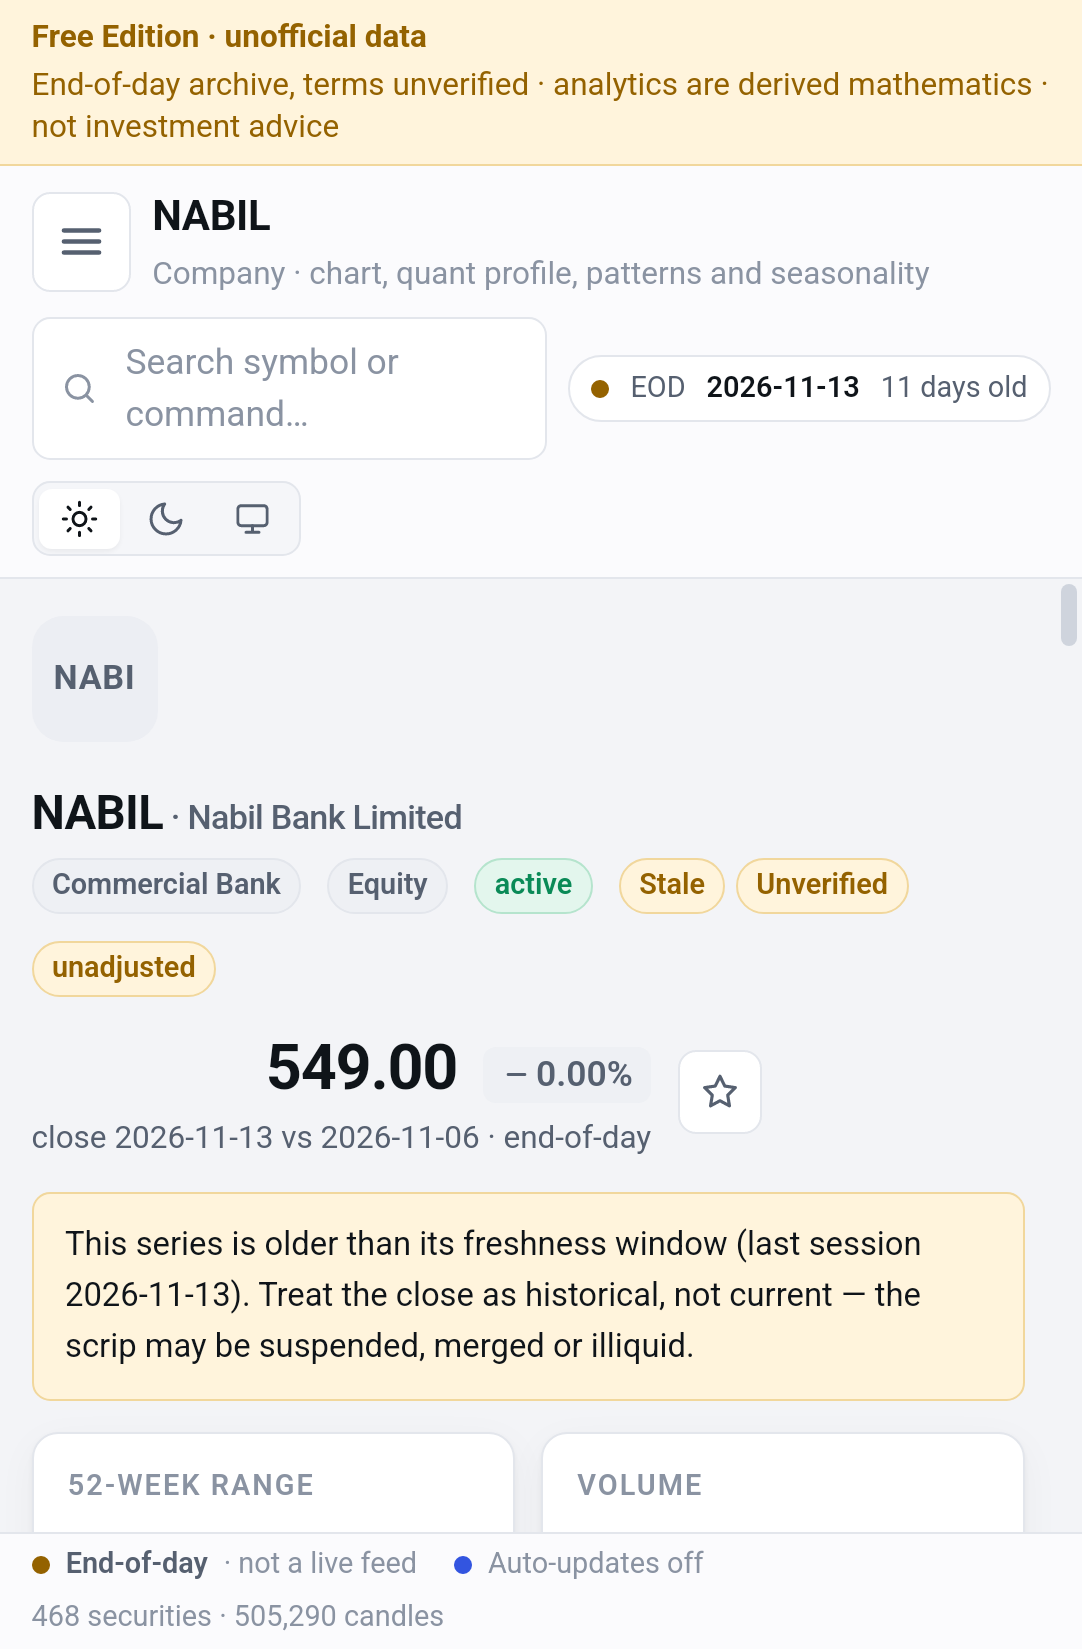 Free Edition · unofficial data
End-of-day archive, terms unverified · analytics are derived mathematics ·
not investment advice
NABIL
Company · chart, quant profile, patterns and seasonality
Search symbol or
command...
EOD 2026-11-13 11 days old
NABI
NABIL · Nabil Bank Limited
Commercial Bank Equity active Stale Unverified
unadjusted
549.00 – 0.00%
close 2026-11-13 vs 2026-11-06 · end-of-day
This series is older than its freshness window (last session
2026-11-13). Treat the close as historical, not current — the
scrip may be suspended, merged or illiquid.
52-WEEK RANGE VOLUME
End-of-day · not a live feed Auto-updates off
468 securities · 505,290 candles